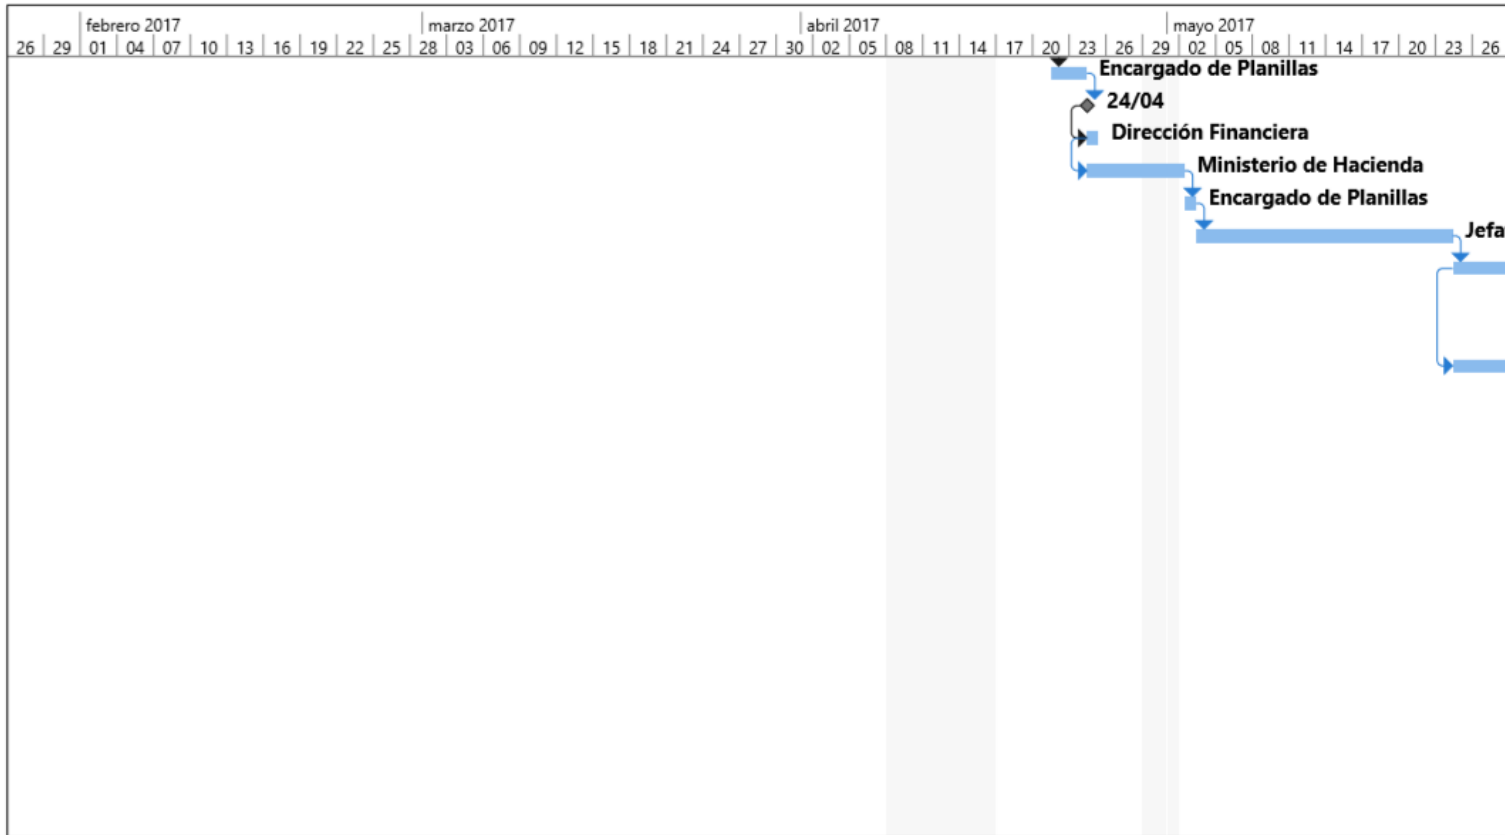 febrero 2017 marzo 2017 abril 2017 mayo 2017
26 29 01 04 07 10 13 16 19 22 25 28 03 06 09 12 15 18 21 24 27 30 02 05 08 11 14 17 20 23 26 29 02 05 08 11 14 17 20 23 26
Encargado de Planillas
24/04
Dirección Financiera
Ministerio de Hacienda
Encargado de Planillas